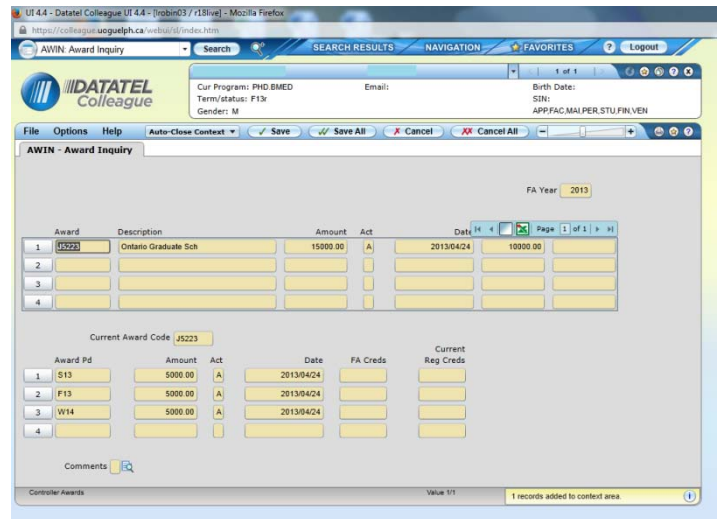 UI 4.4 - Datatel Colleague UI 4.4 - [lrobin03 / r18live] - Mozilla Firefox
https://colleague.uoguelph.ca/webui/sl/index.htm
AWIN: Award Inquiry Search SEARCH RESULTS NAVIGATION FAVORITES ? Logout
1 of 1
DATATEL Colleague
Cur Program: PHD.BMED Email: Birth Date:
Term/status: F13r SIN:
Gender: M APP,FAC,MAI,PER,STU,FIN,VEN
File Options Help Auto-Close Context Save Save All Cancel Cancel All - +
AWIN - Award Inquiry
FA Year 2013
Award Description Amount Act Date Page 1 of 1
1 J5223 Ontario Graduate Sch 15000.00 A 2013/04/24 10000.00
2
3
4
Current Award Code J5223
Current
Award Pd Amount Act Date FA Creds Reg Creds
1 S13 5000.00 A 2013/04/24
2 F13 5000.00 A 2013/04/24
3 W14 5000.00 A 2013/04/24
4
Comments
Controller Awards Value 1/1 1 records added to context area.